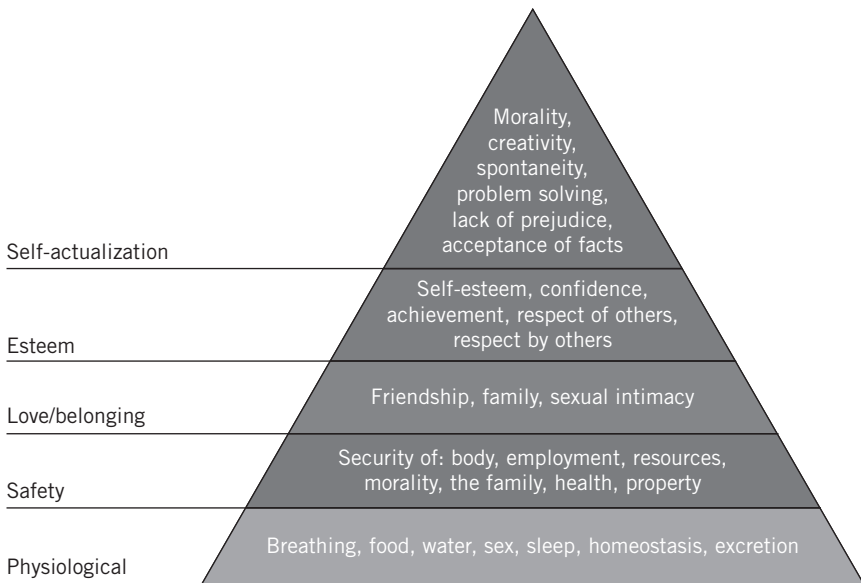 Morality,
creativity,
spontaneity,
problem solving,
lack of prejudice,
acceptance of facts
Self-actualization
Self-esteem, confidence,
achievement, respect of others,
respect by others
Esteem
Friendship, family, sexual intimacy
Love/belonging
Security of: body, employment, resources,
morality, the family, health, property
Safety
Breathing, food, water, sex, sleep, homeostasis, excretion
Physiological